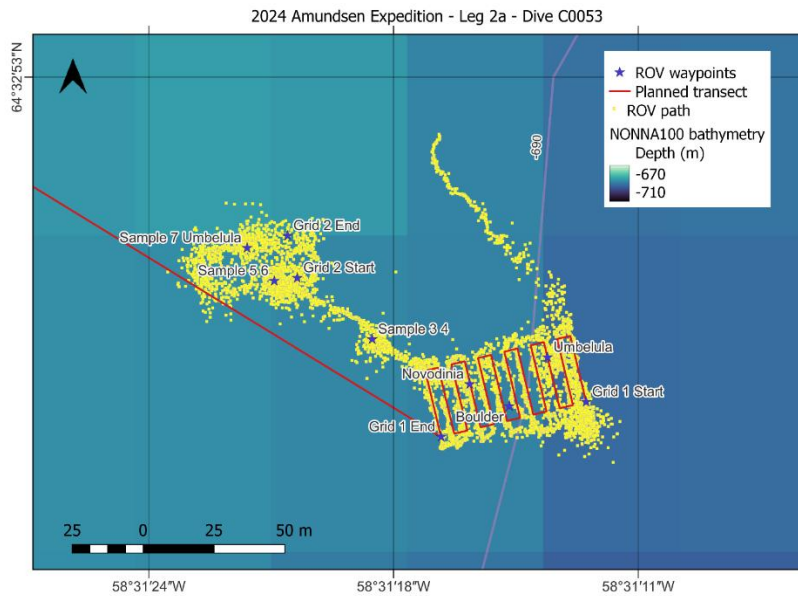 2024 Amundsen Expedition - Leg 2a - Dive C0053
64°32'53"N
ROV waypoints
Planned transect
ROV path
NONNA100 bathymetry
Depth (m)
-670
-710
-690
Grid 2 End
Sample 7 Umbelula
Sample 5 6
Grid 2 Start
Sample 3 4
Umbelula
Novodinia
Grid 1 Start
Boulder
Grid 1 End
25 0 25 50 m
58°31'24"W 58°31'18"W 58°31'11"W